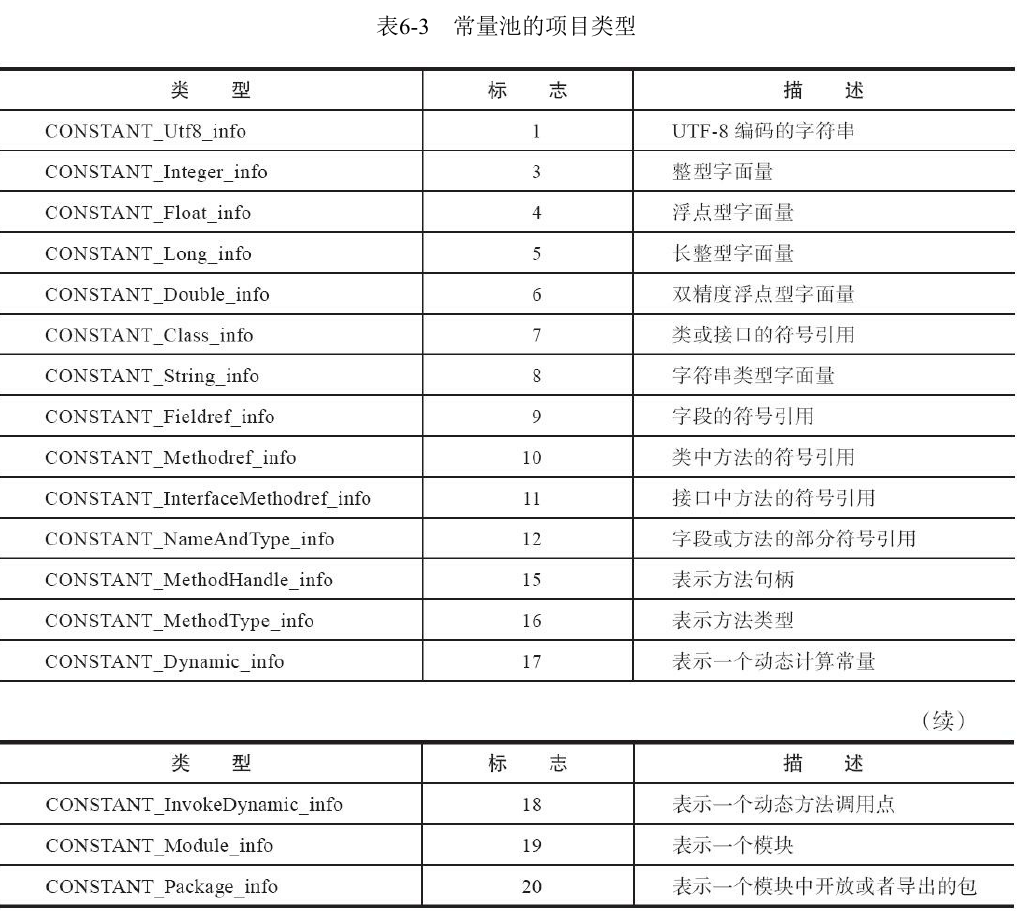 表6-3 常量池的项目类型
类 型 标 志 描 述
CONSTANT_Utf8_info 1 UTF-8 编码的字符串
CONSTANT_Integer_info 3 整型字面量
CONSTANT_Float_info 4 浮点型字面量
CONSTANT_Long_info 5 长整型字面量
CONSTANT_Double_info 6 双精度浮点型字面量
CONSTANT_Class_info 7 类或接口的符号引用
CONSTANT_String_info 8 字符串类型字面量
CONSTANT_Fieldref_info 9 字段的符号引用
CONSTANT_Methodref_info 10 类中方法的符号引用
CONSTANT_InterfaceMethodref_info 11 接口中方法的符号引用
CONSTANT_NameAndType_info 12 字段或方法的部分符号引用
CONSTANT_MethodHandle_info 15 表示方法句柄
CONSTANT_MethodType_info 16 表示方法类型
CONSTANT_Dynamic_info 17 表示一个动态计算常量
（续）
类 型 标 志 描 述
CONSTANT_InvokeDynamic_info 18 表示一个动态方法调用点
CONSTANT_Module_info 19 表示一个模块
CONSTANT_Package_info 20 表示一个模块中开放或者导出的包